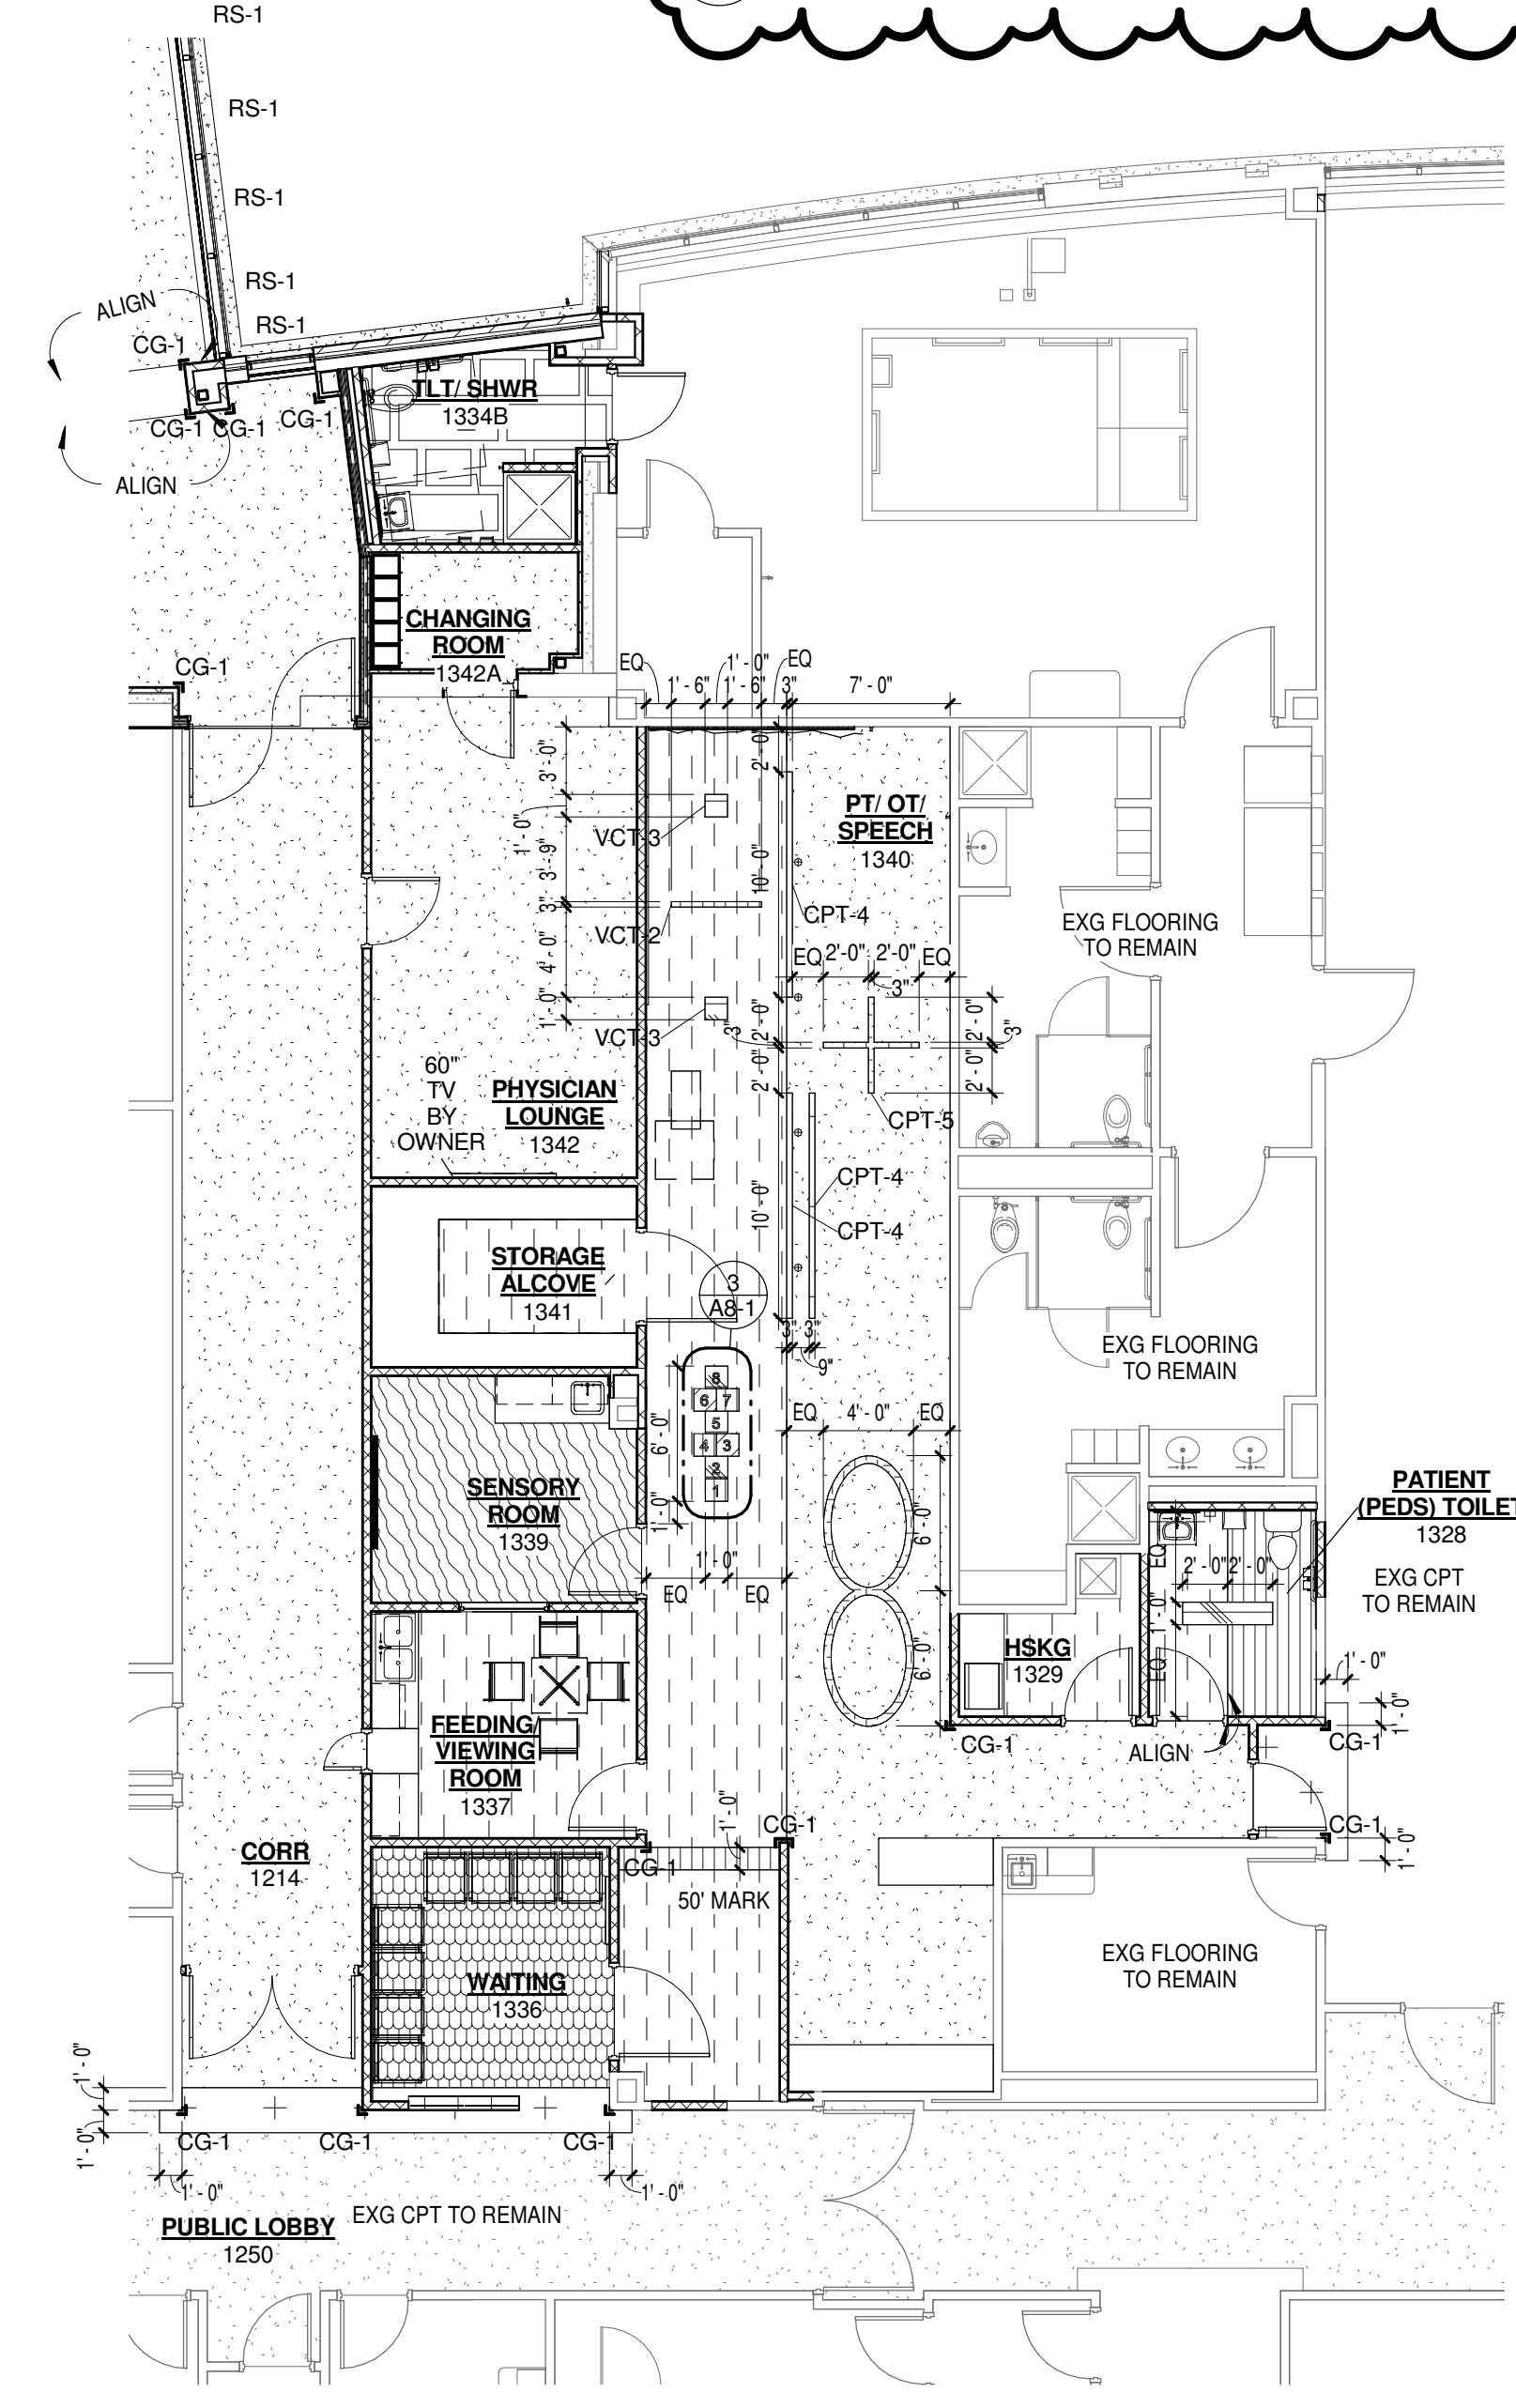 RS-1
RS-1
RS-1
RS-1
RS-1
ALIGN
CG-1
CG-1 CG-1
CG-1
ALIGN
TLT/ SHWR
1334B
CHANGING
ROOM
1342A
CG-1
EQ
1' - 0"
EQ
1' - 6"
1' - 6"
3"
7' - 0"
3' - 0"
1' - 0"
3' - 9"
3"
4' - 0"
1' - 0"
VCT-3
VCT-2
VCT-3
2' - 0"
10' - 0"
2' - 0"
3"
2' - 0"
10' - 0"
PT/ OT/
SPEECH
1340
CPT-4
EQ
2'-0"
2'-0"
EQ
3"
2' - 0"
3"
2' - 0"
CPT-5
CPT-4
CPT-4
EXG FLOORING
TO REMAIN
60"
TV
BY
OWNER
PHYSICIAN
LOUNGE
1342
STORAGE
ALCOVE
1341
3
A8-1
3"
3"
9"
8
6
7
5
4
3
2
1
6' - 0"
1' - 0"
EQ
4' - 0"
EQ
EXG FLOORING
TO REMAIN
SENSORY
ROOM
1339
1' - 0"
EQ
EQ
6' - 0"
6' - 0"
PATIENT
(PEDS) TOILET
1328
EXG CPT
TO REMAIN
EQ
2' - 0"
2' - 0"
1' - 0"
EQ
HSKG
1329
1' - 0"
1' - 0"
CG-1
ALIGN
CG-1
CG-1
1' - 0"
FEEDING/
VIEWING
ROOM
1337
CORR
1214
1' - 0"
CG-1
CG-1
50' MARK
WAITING
1336
EXG FLOORING
TO REMAIN
1' - 0"
1' - 0"
CG-1
CG-1
CG-1
1' - 0"
1' - 0"
EXG CPT TO REMAIN
PUBLIC LOBBY
1250